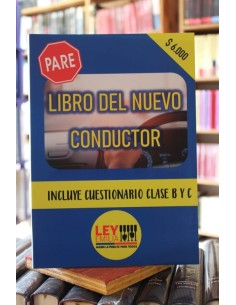 PARE
$ 6.000
LIBRO DEL NUEVO
CONDUCTOR
INCLUYE CUESTIONARIO CLASE B Y C
LEY